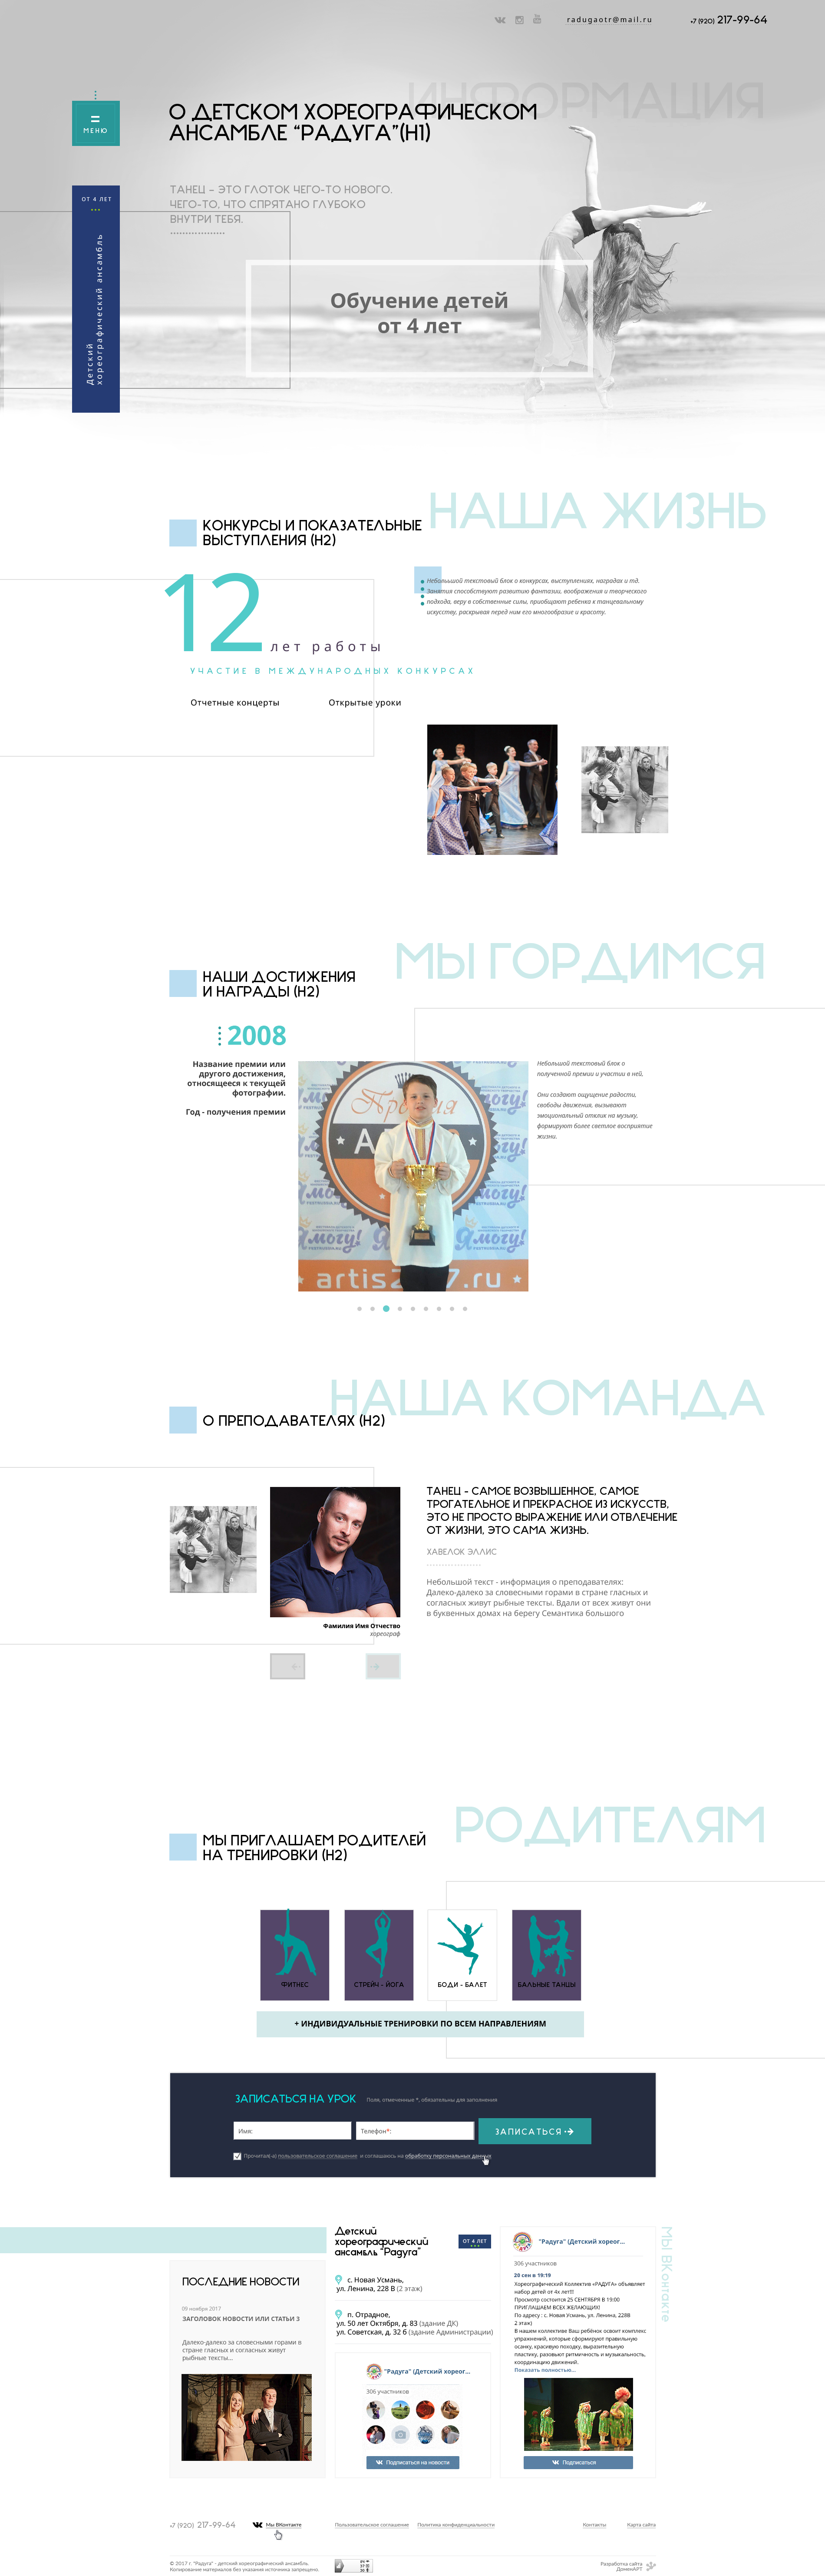 radugaotr@mail.ru
+7 (920) 217-99-64
ИНФОРМАЦИЯ
МЕНЮ
О ДЕТСКОМ ХОРЕОГРАФИЧЕСКОМ
АНСАМБЛЕ “РАДУГА”(H1)
ОТ 4 ЛЕТ
Детский
хореографический ансамбль
ТАНЕЦ – ЭТО ГЛОТОК ЧЕГО-ТО НОВОГО.
ЧЕГО-ТО, ЧТО СПРЯТАНО ГЛУБОКО
ВНУТРИ ТЕБЯ.
Обучение детей
от 4 лет
НАША ЖИЗНЬ
КОНКУРСЫ И ПОКАЗАТЕЛЬНЫЕ
ВЫСТУПЛЕНИЯ (H2)
12 лет работы
УЧАСТИЕ В МЕЖДУНАРОДНЫХ КОНКУРСАХ
Отчетные концерты
Открытые уроки
Небольшой текстовый блок о конкурсах, выступлениях, наградах и тд.
Занятия способствуют развитию фантазии, воображения и творческого
подхода, веру в собственные силы, приобщают ребенка к танцевальному
искусству, раскрывая перед ним его многообразие и красоту.
МЫ ГОРДИМСЯ
НАШИ ДОСТИЖЕНИЯ
И НАГРАДЫ (H2)
2008
Название премии или
другого достижения,
относящееся к текущей
фотографии.
Год - получения премии
Премия
Я могу!
Небольшой текстовый блок о
полученной премии и участии в ней,
Они создают ощущение радости,
свободы движения, вызывают
эмоциональный отклик на музыку,
формируют более светлое восприятие
жизни.
НАША КОМАНДА
О ПРЕПОДАВАТЕЛЯХ (H2)
Фамилия Имя Отчество
хореограф
ТАНЕЦ - САМОЕ ВОЗВЫШЕННОЕ, САМОЕ
ТРОГАТЕЛЬНОЕ И ПРЕКРАСНОЕ ИЗ ИСКУССТВ,
ЭТО НЕ ПРОСТО ВЫРАЖЕНИЕ ИЛИ ОТВЛЕЧЕНИЕ
ОТ ЖИЗНИ, ЭТО САМА ЖИЗНЬ.
ХАВЕЛОК ЭЛЛИС
Небольшой текст - информация о преподавателях:
Далеко-далеко за словесными горами в стране гласных и
согласных живут рыбные тексты. Вдали от всех живут они
в буквенных домах на берегу Семантика большого
РОДИТЕЛЯМ
МЫ ПРИГЛАШАЕМ РОДИТЕЛЕЙ
НА ТРЕНИРОВКИ (H2)
ФИТНЕС
СТРЕЙЧ - ЙОГА
БОДИ - БАЛЕТ
БАЛЬНЫЕ ТАНЦЫ
+ ИНДИВИДУАЛЬНЫЕ ТРЕНИРОВКИ ПО ВСЕМ НАПРАВЛЕНИЯМ
ЗАПИСАТЬСЯ НА УРОК
Поля, отмеченные *, обязательны для заполнения
Имя:
Телефон*:
ЗАПИСАТЬСЯ
Прочитал(-а) пользовательское соглашение и соглашаюсь на обработку персональных данных
ПОСЛЕДНИЕ НОВОСТИ
09 ноября 2017
ЗАГОЛОВОК НОВОСТИ ИЛИ СТАТЬИ 3
Далеко-далеко за словесными горами в
стране гласных и согласных живут
рыбные тексты...
Детский
хореографический
ансамбль “Радуга”
ОТ 4 ЛЕТ
с. Новая Усмань,
ул. Ленина, 228 В (2 этаж)
п. Отрадное,
ул. 50 лет Октября, д. 83 (здание ДК)
ул. Советская, д. 32 б (здание Администрации)
"Радуга" (Детский хореог...
306 участников
Подписаться на новости
"Радуга" (Детский хореог...
306 участников
20 сен в 19:19
Хореографический Коллектив «РАДУГА» объявляет
набор детей от 4х лет!!!
Просмотр состоится 25 СЕНТЯБРЯ В 19:00
ПРИГЛАШАЕМ ВСЕХ ЖЕЛАЮЩИХ!
По адресу : с. Новая Усмань, ул. Ленина, 228В
2 этаж)
В нашем коллективе Ваш ребёнок освоит комплекс
упражнений, которые сформируют правильную
осанку, красивую походку, выразительную
пластику, разовьют ритмичность и музыкальность,
координацию движений.
Показать полностью...
Подписаться
МЫ ВКонтакте
+7 (920) 217-99-64
Мы ВКонтакте
Пользовательское соглашение
Политика конфиденциальности
Контакты
Карта сайта
© 2017 г. "Радуга" - детский хореографический ансамбль.
Копирование материалов без указания источника запрещено.
Разработка сайта
ДоменАРТ